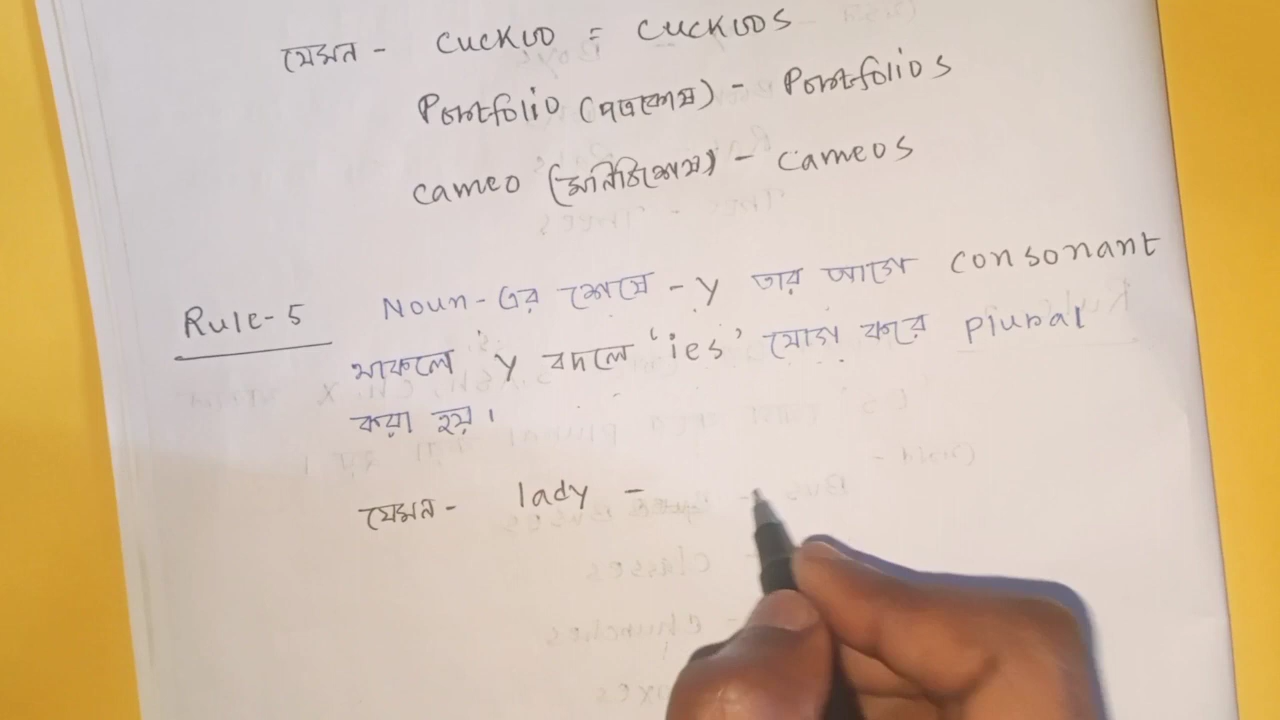 যেমন - cuckoo = cuckoos
Portfolio (পত্রকোষ) - Portfolios
cameo (মনিবিশেষ) - cameos
Rule-5 Noun-এর শেষে -y তার আগে consonant
থাকলে y বদলে 'ies' যোগ করে plural
করা হয়।
যেমন - lady -